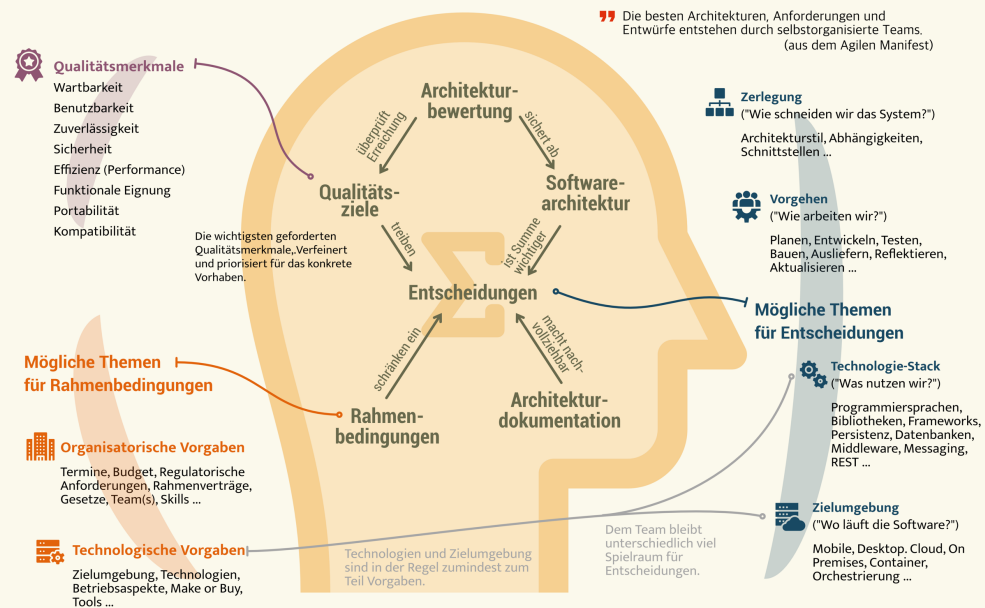 Die besten Architekturen, Anforderungen und
Entwürfe entstehen durch selbstorganisierte Teams.
(aus dem Agilen Manifest)
Qualitätsmerkmale
Wartbarkeit
Benutzbarkeit
Zuverlässigkeit
Sicherheit
Effizienz (Performance)
Funktionale Eignung
Portabilität
Kompatibilität
Architektur-
bewertung
überprüft
Erreichung
sichert ab
Qualitäts-
ziele
Software-
architektur
Die wichtigsten geforderten
Qualitätsmerkmale,.Verfeinert
und priorisiert für das konkrete
Vorhaben.
treiben
ist Summe
wichtiger
Entscheidungen
schränken ein
macht nach-
vollziehbar
Rahmen-
bedingungen
Architektur-
dokumentation
Mögliche Themen
für Rahmenbedingungen
Organisatorische Vorgaben
Termine, Budget, Regulatorische
Anforderungen, Rahmenverträge,
Gesetze, Team(s), Skills ...
Technologische Vorgaben
Zielumgebung, Technologien,
Betriebsaspekte, Make or Buy,
Tools ...
Technologien und Zielumgebung
sind in der Regel zumindest zum
Teil Vorgaben.
Dem Team bleibt
unterschiedlich viel
Spielraum für
Entscheidungen.
Zerlegung
("Wie schneiden wir das System?")
Architekturstil, Abhängigkeiten,
Schnittstellen ...
Vorgehen
("Wie arbeiten wir?")
Planen, Entwickeln, Testen,
Bauen, Ausliefern, Reflektieren,
Aktualisieren ...
Mögliche Themen
für Entscheidungen
Technologie-Stack
("Was nutzen wir?")
Programmiersprachen,
Bibliotheken, Frameworks,
Persistenz, Datenbanken,
Middleware, Messaging,
REST ...
Zielumgebung
("Wo läuft die Software?")
Mobile, Desktop. Cloud, On
Premises, Container,
Orchestrierung ...